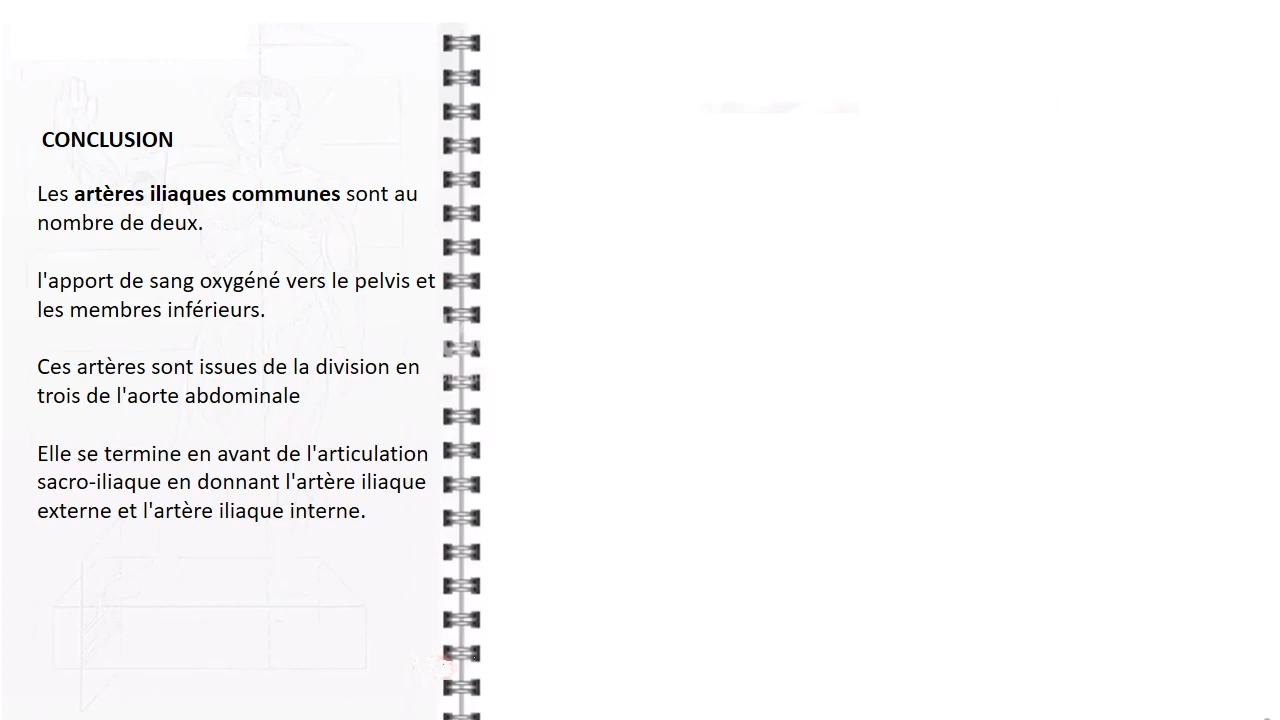 CONCLUSION
Les artères iliaques communes sont au
nombre de deux.
l'apport de sang oxygéné vers le pelvis et
les membres inférieurs.
Ces artères sont issues de la division en
trois de l'aorte abdominale
Elle se termine en avant de l'articulation
sacro-iliaque en donnant l'artère iliaque
externe et l'artère iliaque interne.